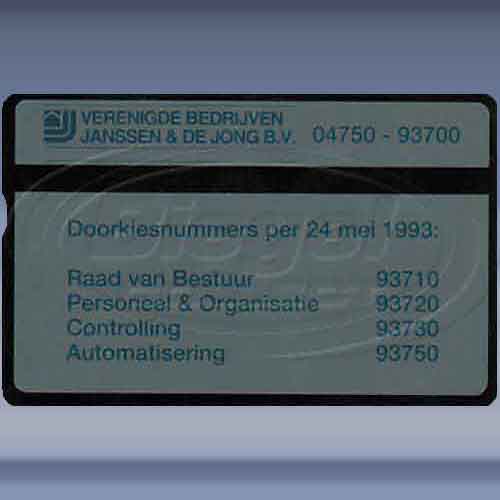 VERENIGDE BEDRIJVEN
JANSSEN & DE JONG B.V. 04750 - 93700
Doorkiesnummers per 24 mei 1993:
Raad van Bestuur 93710
Personeel & Organisatie 93720
Controlling 93730
Automatisering 93750